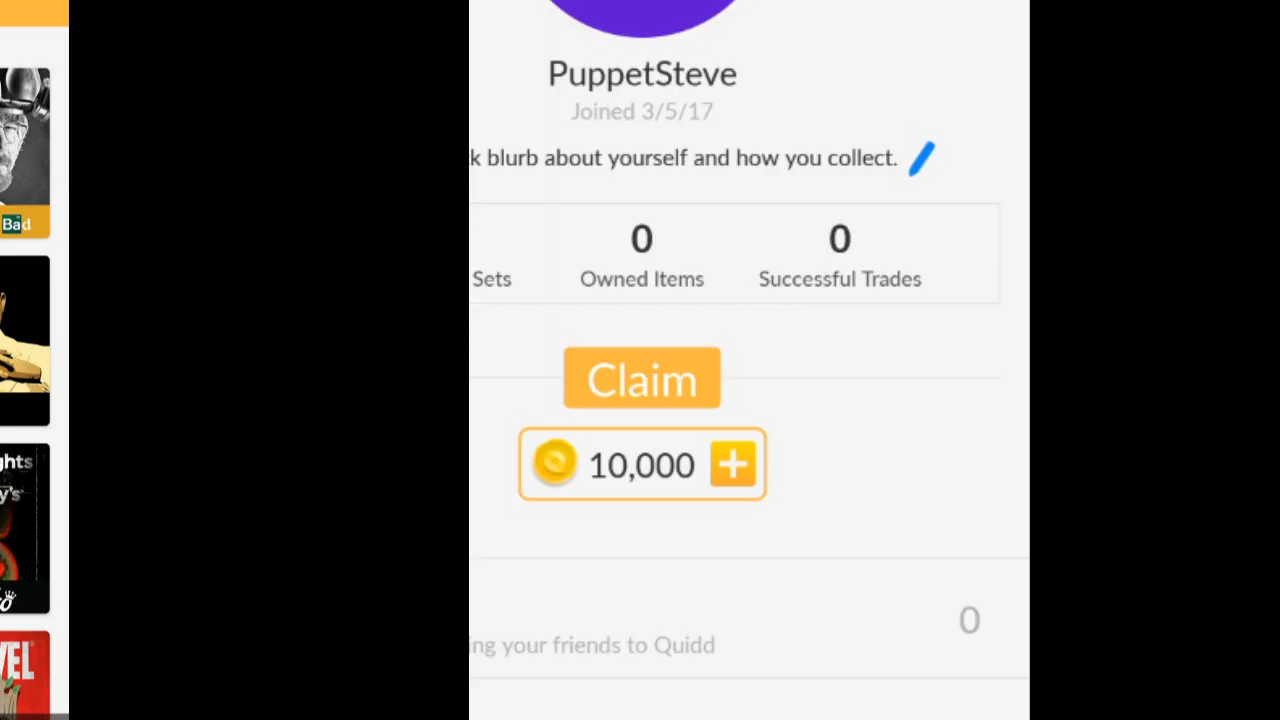 PuppetSteve
Joined 3/5/17
k blurb about yourself and how you collect.
0
0
Sets
Owned Items
Successful Trades
Claim
10,000
0
ing your friends to Quidd
Bad
ghts
y's
VEL